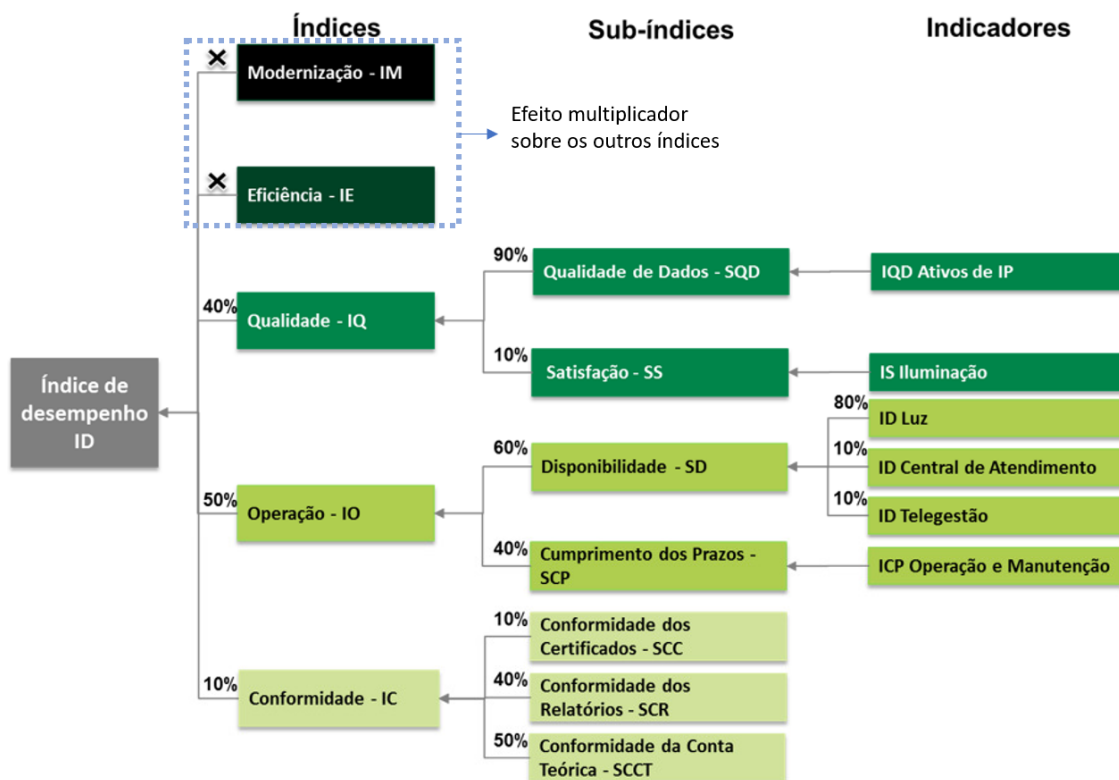 Índices
Sub-índices
Indicadores
×
Modernização - IM
Efeito multiplicador
sobre os outros índices
×
Eficiência - IE
90%
Qualidade de Dados - SQD
IQD Ativos de IP
40%
Qualidade - IQ
10%
Satisfação - SS
IS Iluminação
Índice de
desempenho
ID
80%
ID Luz
60%
Disponibilidade - SD
10%
ID Central de Atendimento
10%
ID Telegestão
50%
Operação - IO
40%
Cumprimento dos Prazos -
SCP
ICP Operação e Manutenção
10%
Conformidade dos
Certificados - SCC
10%
Conformidade - IC
40%
Conformidade dos
Relatórios - SCR
50%
Conformidade da Conta
Teórica - SCCT